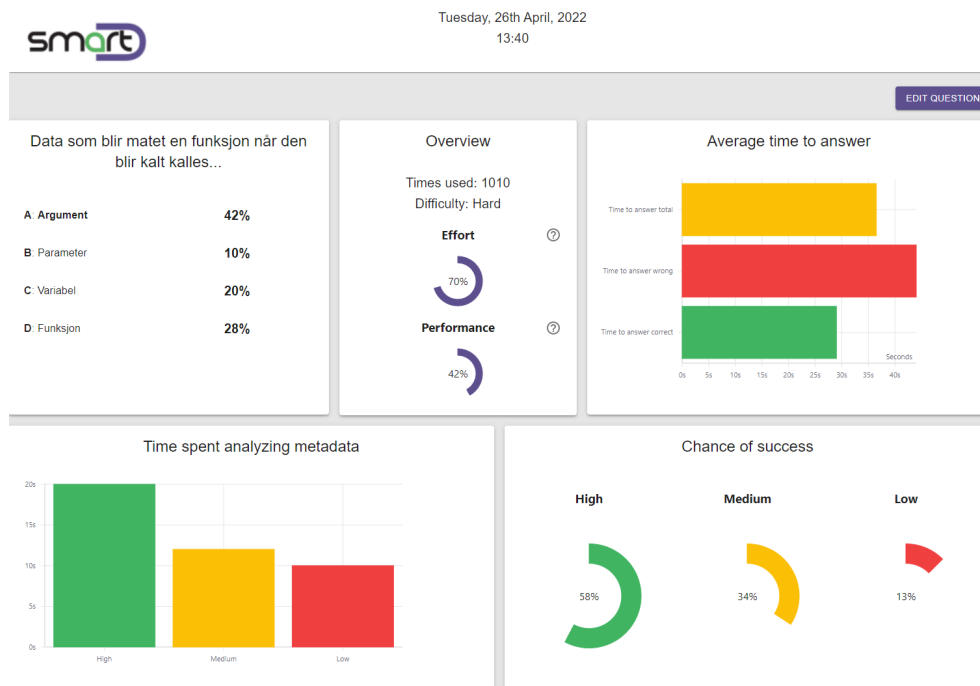 smart
Tuesday, 26th April, 2022
13:40
EDIT QUESTION
Data som blir matet en funksjon når den
blir kalt kalles...
A: Argument 42%
B: Parameter 10%
C: Variabel 20%
D: Funksjon 28%
Overview
Times used: 1010
Difficulty: Hard
Effort ?
70%
Performance ?
42%
Average time to answer
Time to answer total
Time to answer wrong
Time to answer correct
Seconds
0s 5s 10s 15s 20s 25s 30s 35s 40s
Time spent analyzing metadata
20s
15s
10s
5s
0s
High Medium Low
Chance of success
High Medium Low
58% 34% 13%